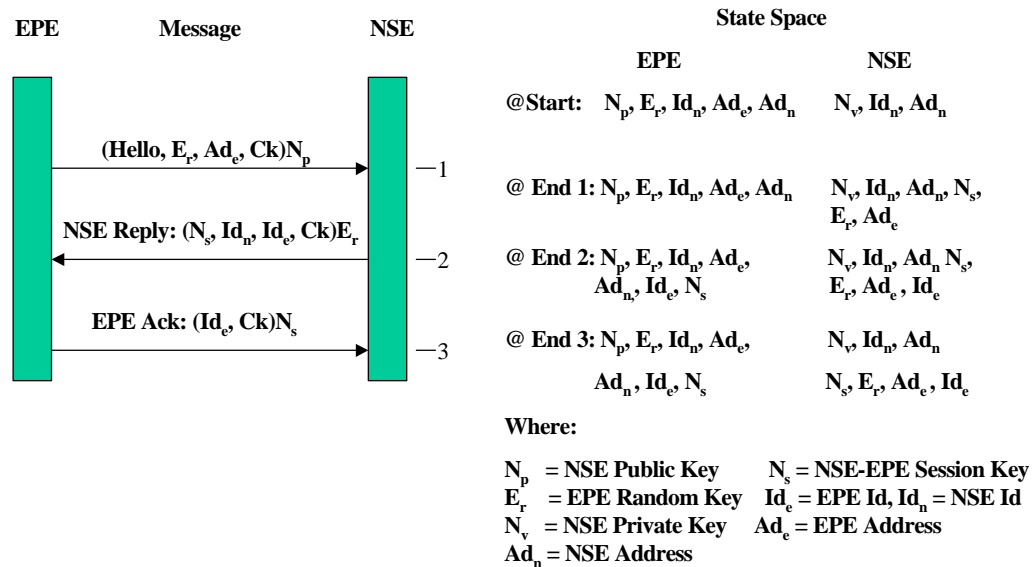 EPE Message NSE
(Hello, Eᵣ, Adₑ, Ck)Nₚ
1
NSE Reply: (Nₛ, Idₙ, Idₑ, Ck)Eᵣ
2
EPE Ack: (Idₑ, Ck)Nₛ
3
State Space
EPE NSE
@Start: Nₚ, Eᵣ, Idₙ, Adₑ, Adₙ Nᵥ, Idₙ, Adₙ
@ End 1: Nₚ, Eᵣ, Idₙ, Adₑ, Adₙ Nᵥ, Idₙ, Adₙ, Nₛ,
Eᵣ, Adₑ
@ End 2: Nₚ, Eᵣ, Idₙ, Adₑ, Nᵥ, Idₙ, Adₙ Nₛ,
Adₙ, Idₑ, Nₛ Eᵣ, Adₑ , Idₑ
@ End 3: Nₚ, Eᵣ, Idₙ, Adₑ, Nᵥ, Idₙ, Adₙ
Adₙ , Idₑ, Nₛ Nₛ, Eᵣ, Adₑ , Idₑ
Where:
Nₚ = NSE Public Key Nₛ = NSE-EPE Session Key
Eᵣ = EPE Random Key Idₑ = EPE Id, Idₙ = NSE Id
Nᵥ = NSE Private Key Adₑ = EPE Address
Adₙ = NSE Address